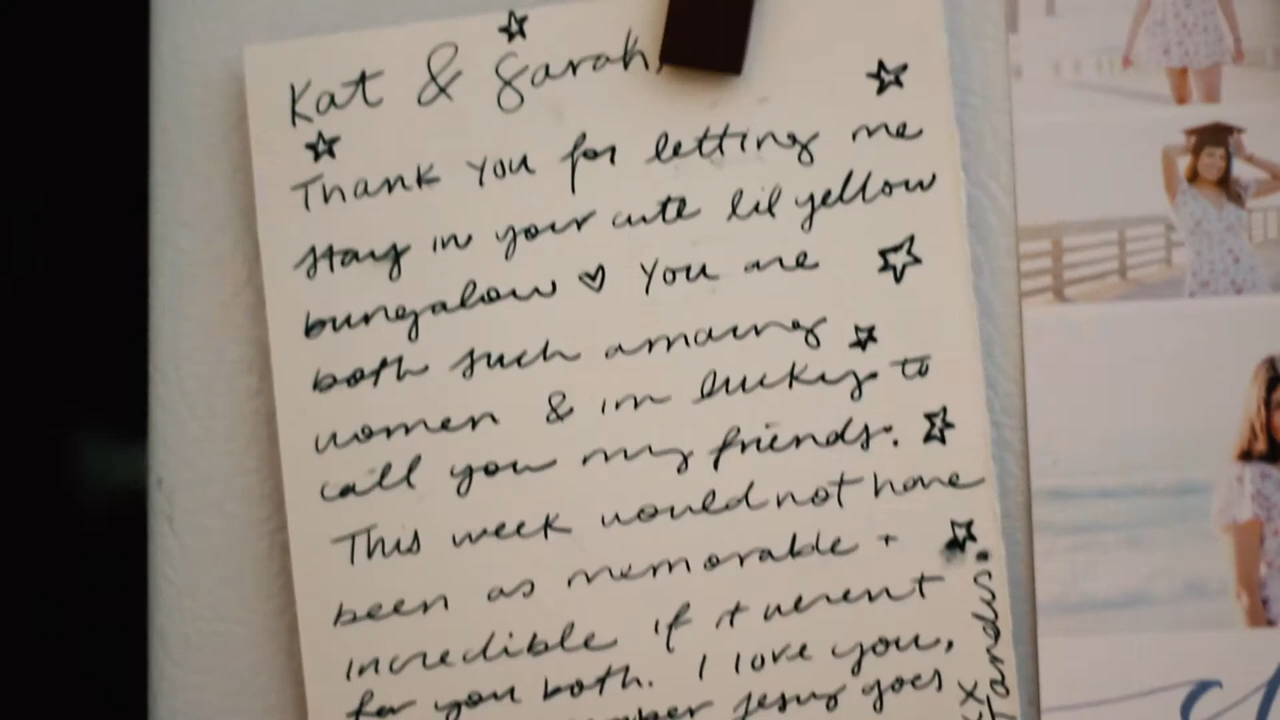 Kat & Sarah,
Thank you for letting me
stay in your cute lil yellow
bungalow ♡ You are
both such amazing
women & im lucky to
call you my friends.
This week would not have
been as memorable +
incredible if it werent
for you both. I love you,
Jesus goes
xx